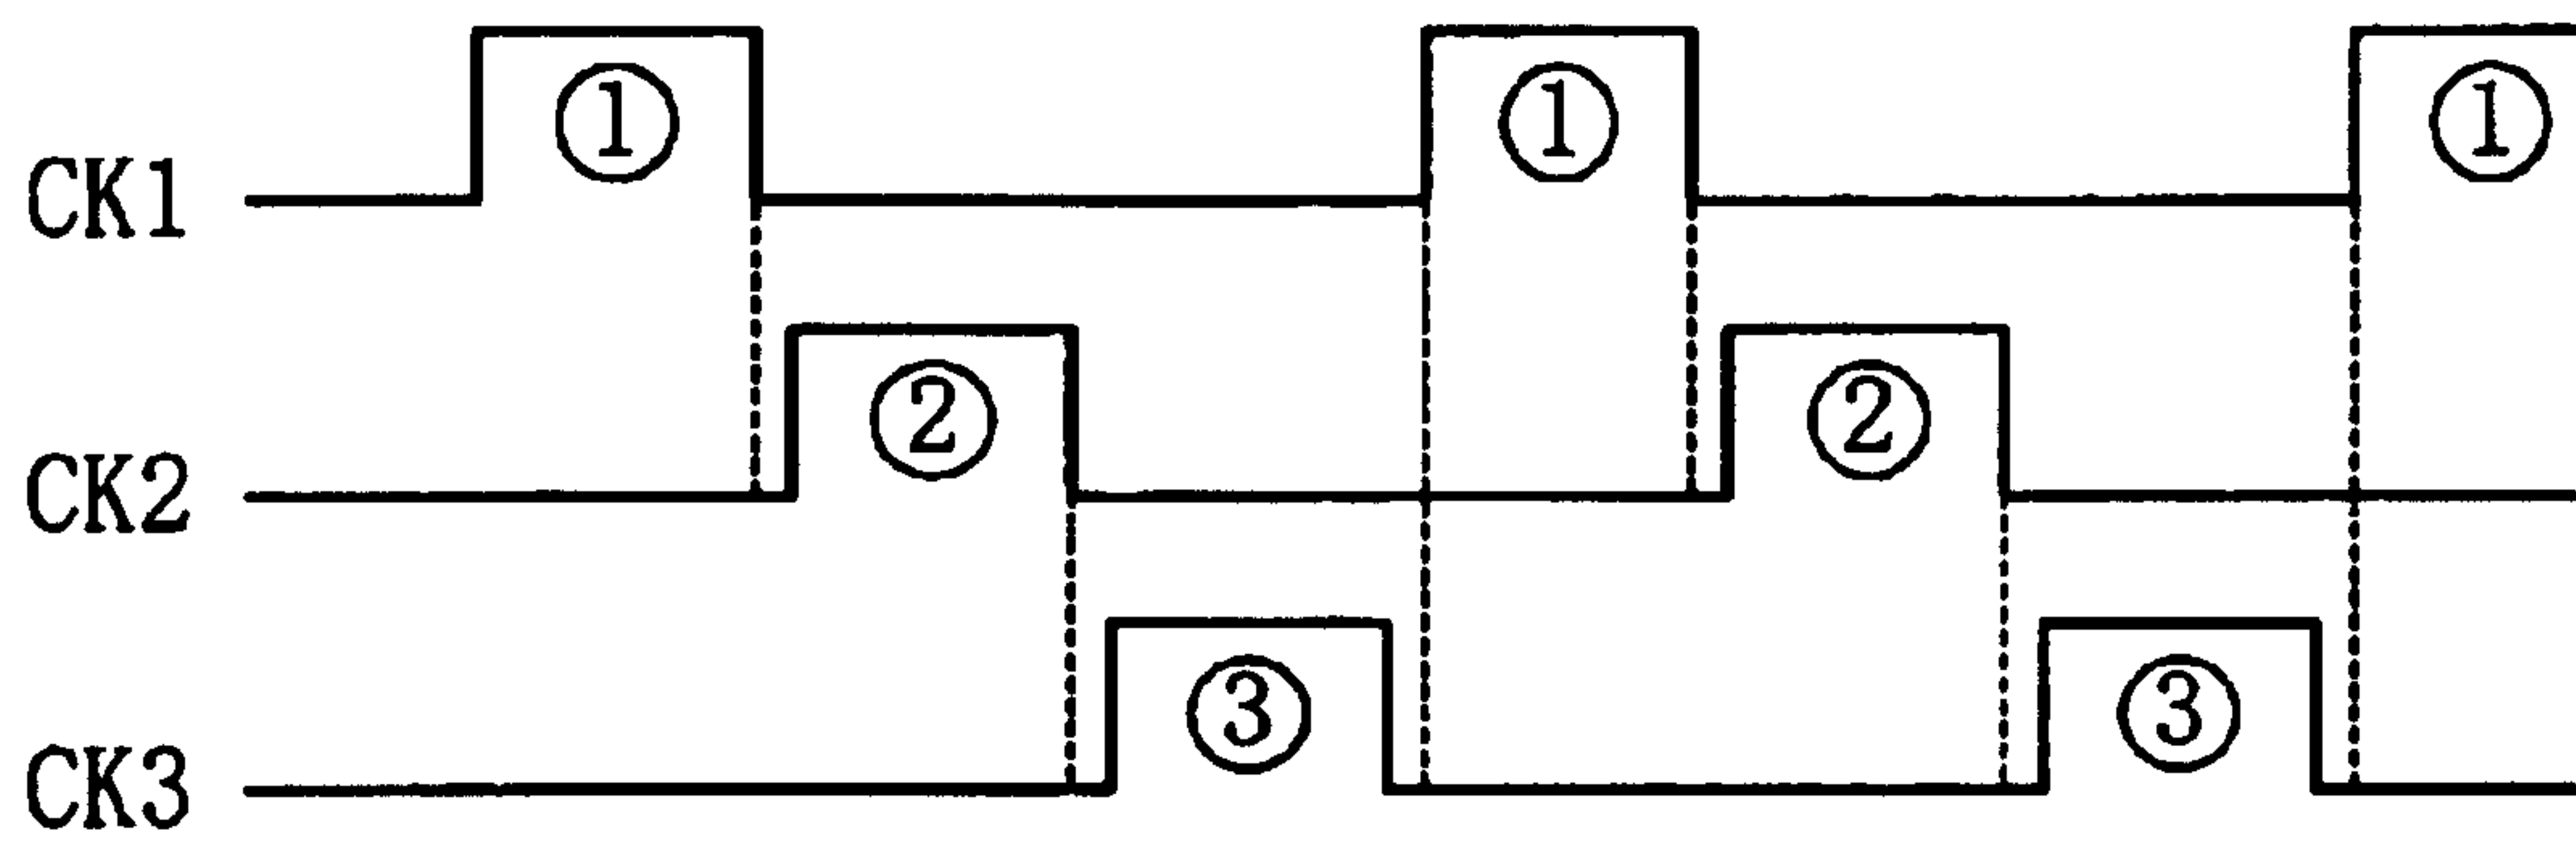 CK1 ① ① ①
CK2 ② ②
CK3 ③ ③